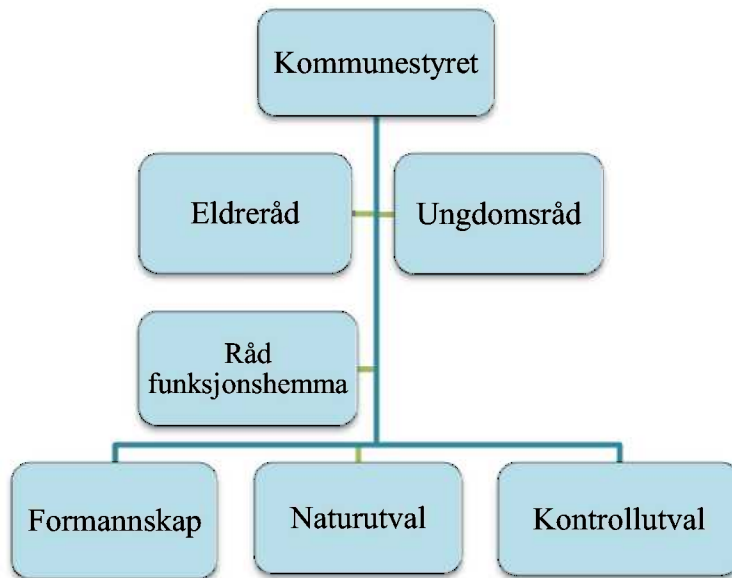 Kommunestyret
Eldreråd
Ungdomsråd
Råd
funksjonshemma
Formannskap
Naturutval
Kontrollutval